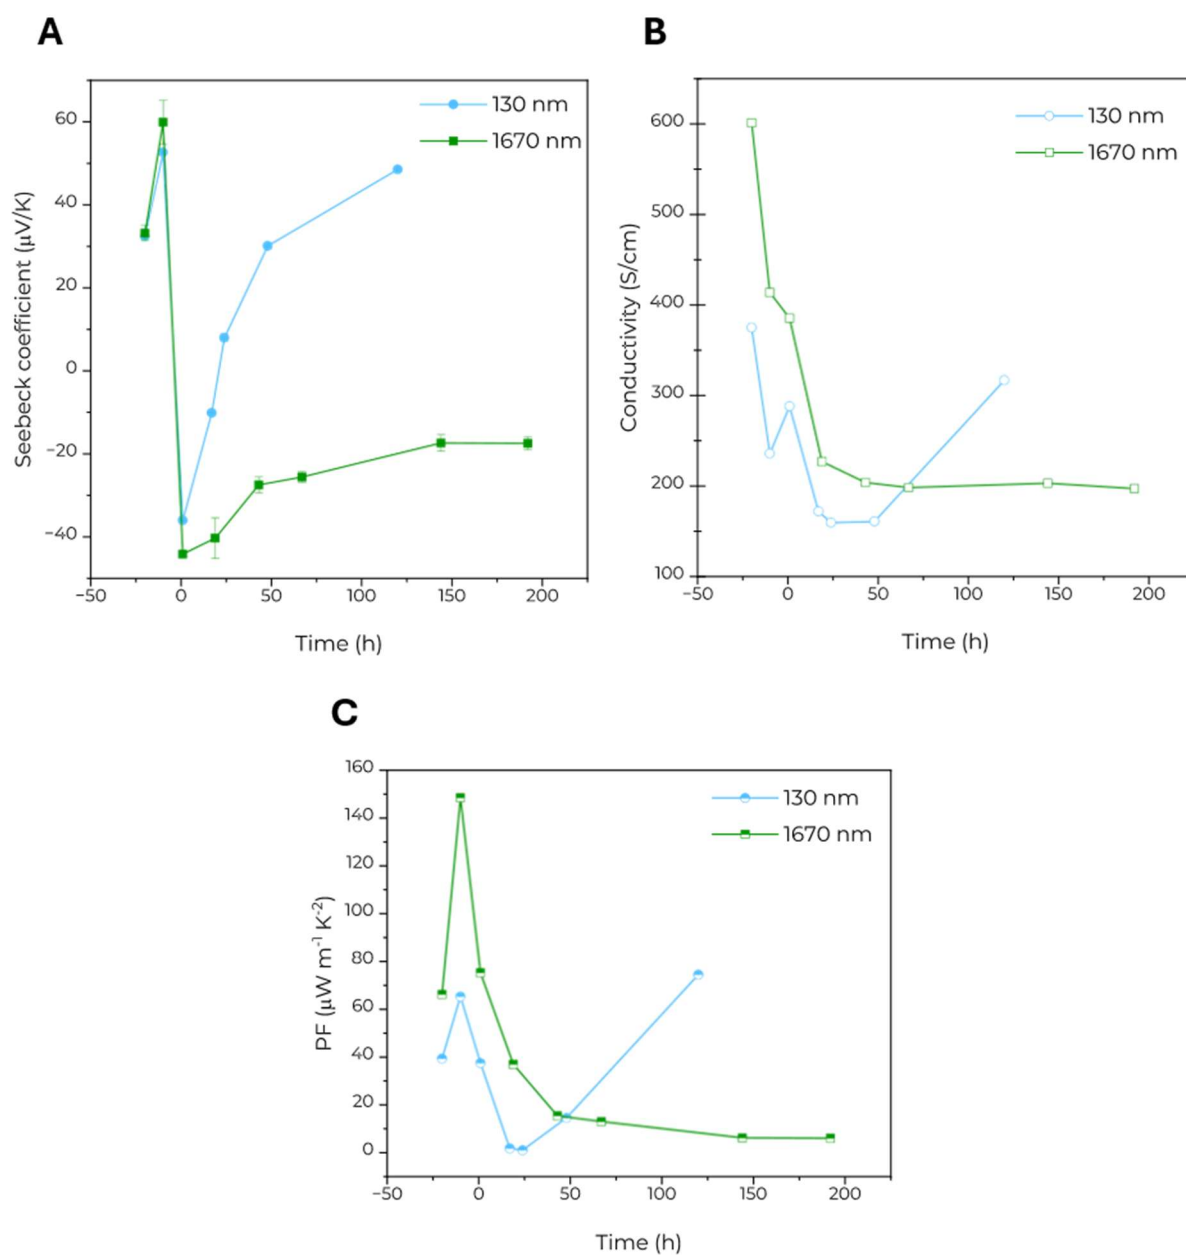 A
Seebeck coefficient (μV/K)
60
40
20
0
−20
−40
−50
0
50
100
150
200
Time (h)
130 nm
1670 nm
B
Conductivity (S/cm)
600
500
400
300
200
100
−50
0
50
100
150
200
Time (h)
130 nm
1670 nm
C
PF (μW m⁻¹ K⁻²)
160
140
120
100
80
60
40
20
0
−50
0
50
100
150
200
Time (h)
130 nm
1670 nm